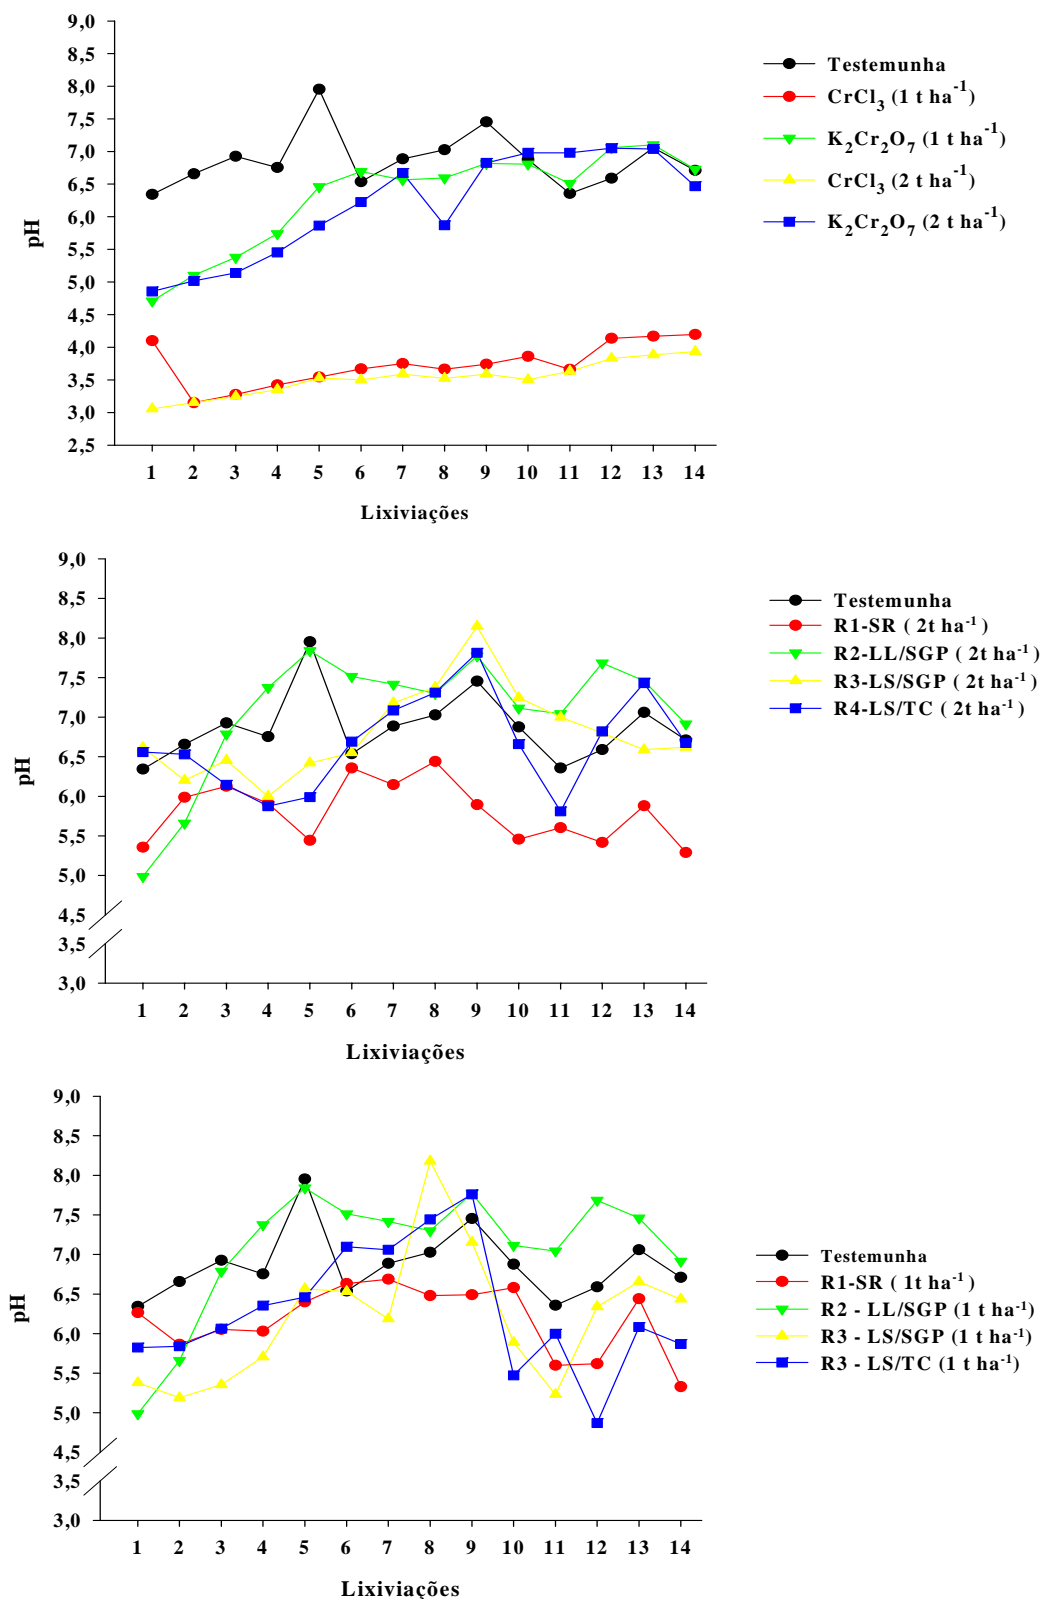 9,0
8,5
8,0
7,5
7,0
6,5
6,0
5,5
5,0
4,5
4,0
3,5
3,0
2,5
pH
1 2 3 4 5 6 7 8 9 10 11 12 13 14
Lixiviações
Testemunha
CrCl₃ (1 t ha⁻¹)
K₂Cr₂O₇ (1 t ha⁻¹)
CrCl₃ (2 t ha⁻¹)
K₂Cr₂O₇ (2 t ha⁻¹)
9,0
8,5
8,0
7,5
7,0
6,5
6,0
5,5
5,0
4,5
3,5
3,0
pH
1 2 3 4 5 6 7 8 9 10 11 12 13 14
Lixiviações
Testemunha
R1-SR ( 2t ha⁻¹)
R2-LL/SGP ( 2t ha⁻¹)
R3-LS/SGP ( 2t ha⁻¹)
R4-LS/TC ( 2t ha⁻¹)
9,0
8,5
8,0
7,5
7,0
6,5
6,0
5,5
5,0
4,5
3,5
3,0
pH
1 2 3 4 5 6 7 8 9 10 11 12 13 14
Lixiviações
Testemunha
R1-SR ( 1t ha⁻¹)
R2 - LL/SGP (1 t ha⁻¹)
R3 - LS/SGP (1 t ha⁻¹)
R3 - LS/TC (1 t ha⁻¹)